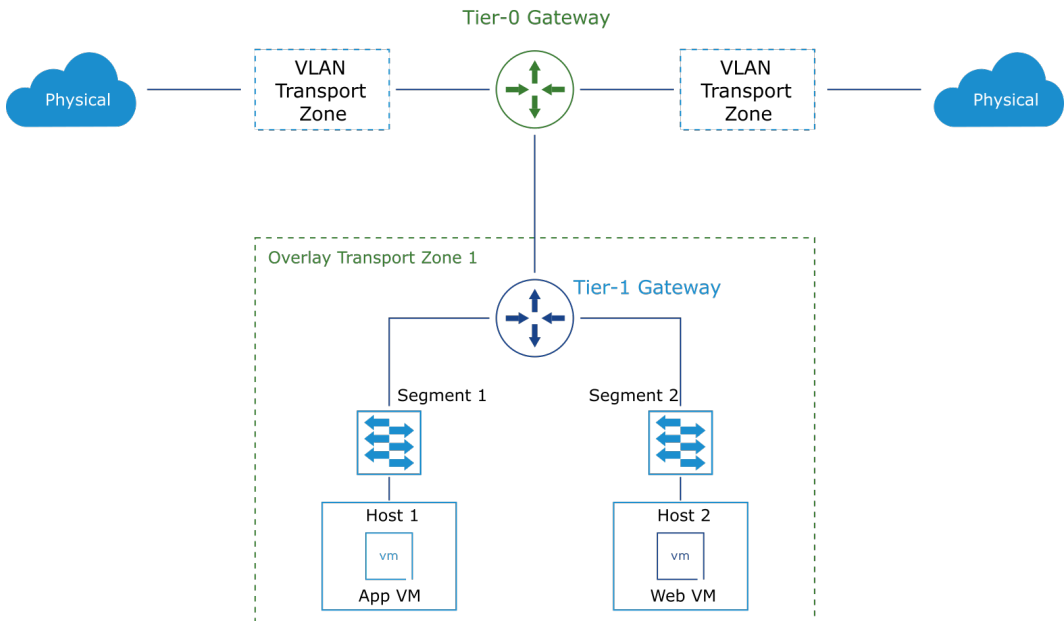 Tier-0 Gateway
Physical
VLAN
Transport
Zone
VLAN
Transport
Zone
Physical
Overlay Transport Zone 1
Tier-1 Gateway
Segment 1
Segment 2
Host 1
vm
App VM
Host 2
vm
Web VM